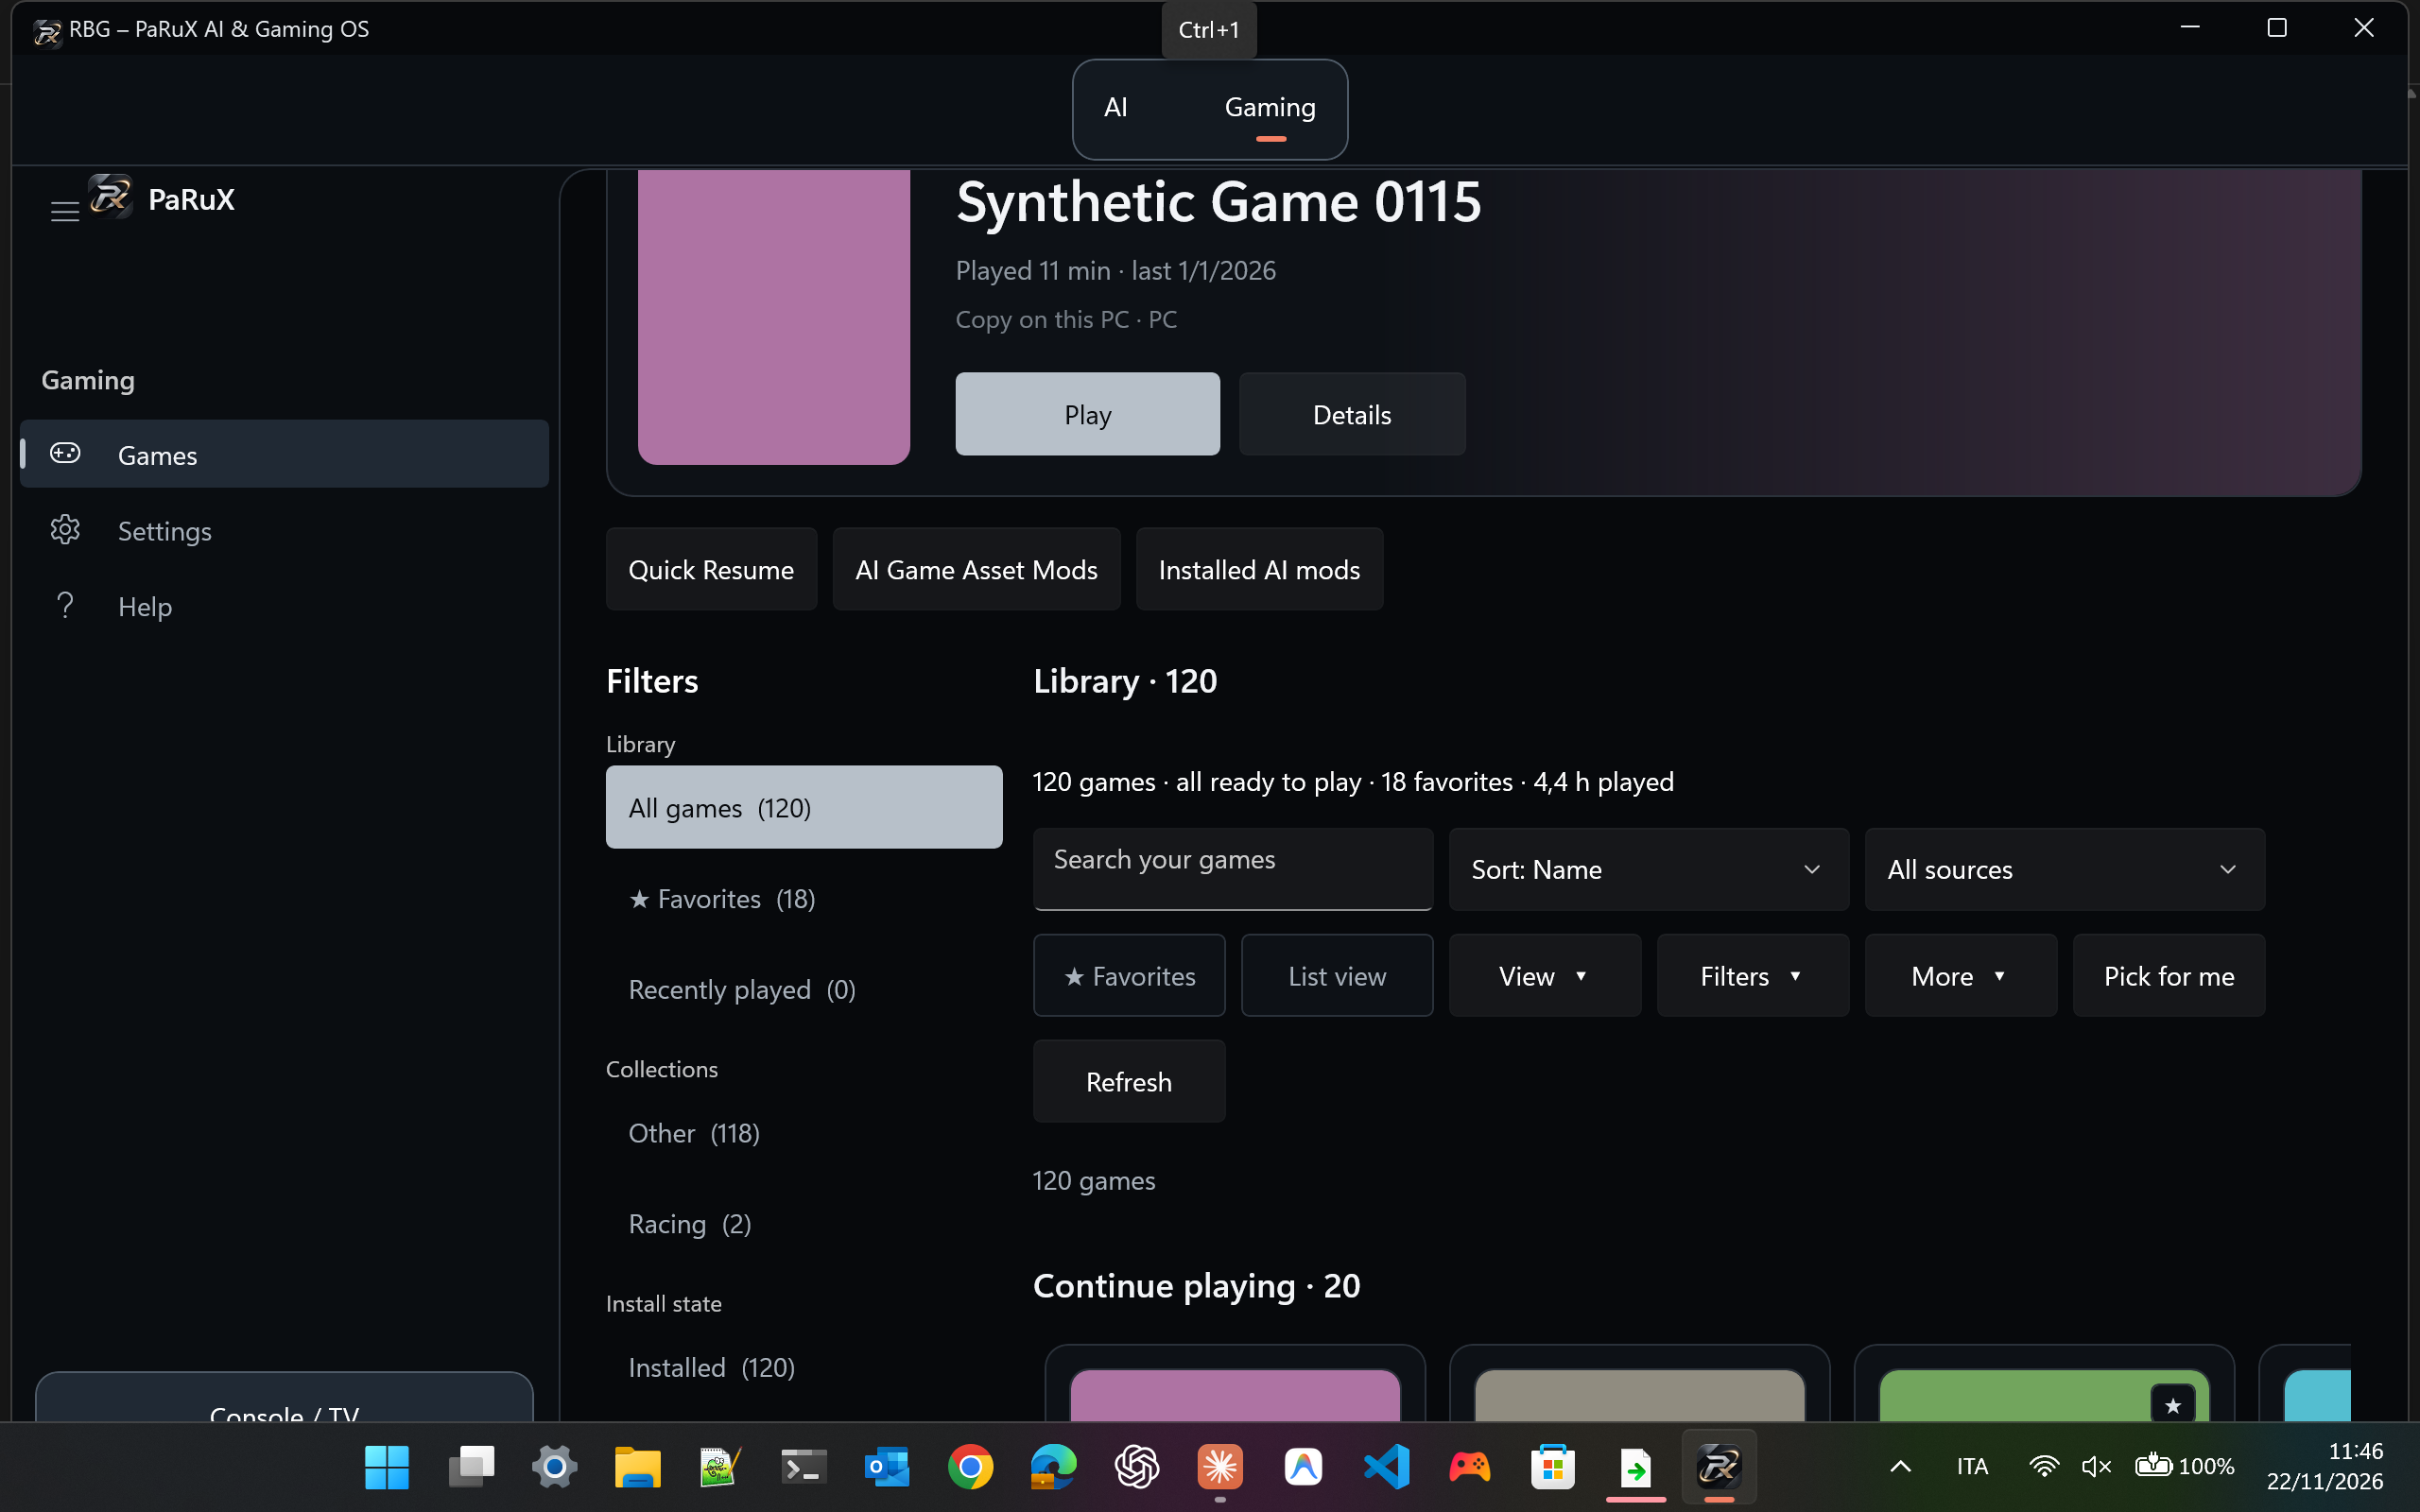 RBG – PaRuX AI & Gaming OS
Ctrl+1
AI
Gaming
PaRuX
Gaming
Games
Settings
Help
Console / TV
Synthetic Game 0115
Played 11 min · last 1/1/2026
Copy on this PC · PC
Play
Details
Quick Resume
AI Game Asset Mods
Installed AI mods
Filters
Library
All games (120)
★ Favorites (18)
Recently played (0)
Collections
Other (118)
Racing (2)
Install state
Installed (120)
Library · 120
120 games · all ready to play · 18 favorites · 4,4 h played
Search your games
Sort: Name
All sources
★ Favorites
List view
View ▼
Filters ▼
More ▼
Pick for me
Refresh
120 games
Continue playing · 20
ITA
100%
11:46
22/11/2026